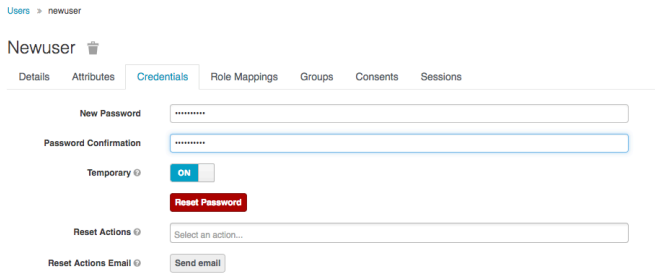 Users » newuser
Newuser
Details Attributes Credentials Role Mappings Groups Consents Sessions
New Password ••••••••••
Password Confirmation ••••••••••
Temporary ON
Reset Password
Reset Actions Select an action...
Reset Actions Email Send email